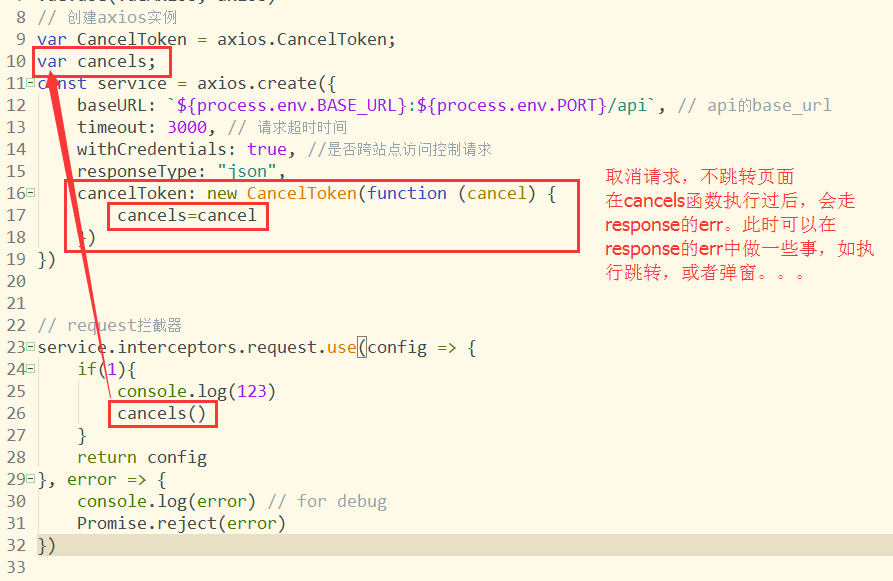 8 // 创建axios实例
9 var CancelToken = axios.CancelToken;
10 var cancels;
11 const service = axios.create({
12 baseURL: `${process.env.BASE_URL}:${process.env.PORT}/api`, // api的base_url
13 timeout: 3000, // 请求超时时间
14 withCredentials: true, //是否跨站点访问控制请求
15 responseType: "json",
16 cancelToken: new CancelToken(function (cancel) {
17 cancels=cancel
18 })
19 })
20
21
22 // request拦截器
23 service.interceptors.request.use(config => {
24 if(1){
25 console.log(123)
26 cancels()
27 }
28 return config
29 }, error => {
30 console.log(error) // for debug
31 Promise.reject(error)
32 })
33
取消请求，不跳转页面
在cancels函数执行过后，会走
response的err。此时可以在
response的err中做一些事，如执
行跳转，或者弹窗。。。